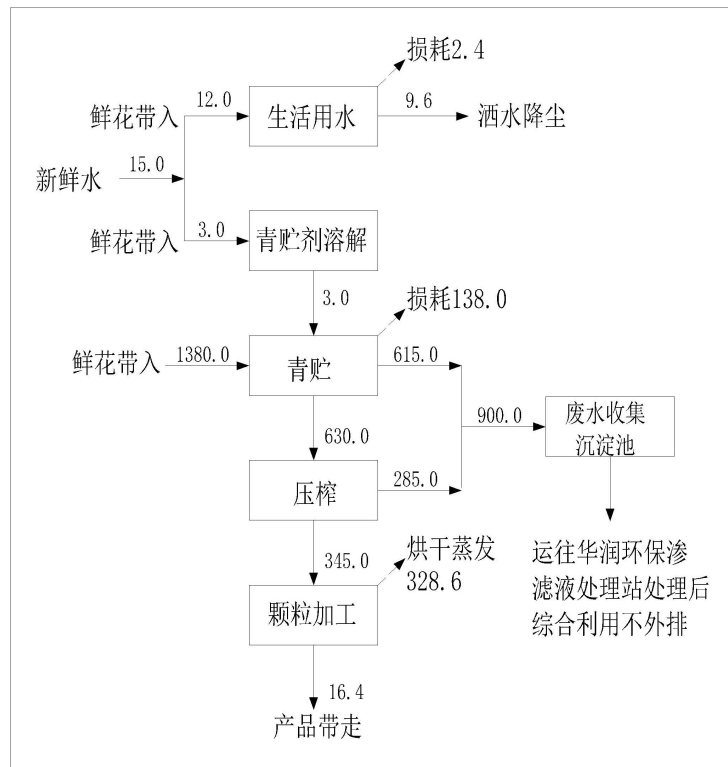 损耗2.4
鲜花带入
12.0
生活用水
9.6
洒水降尘
新鲜水
15.0
鲜花带入
3.0
青贮剂溶解
3.0
损耗138.0
鲜花带入
1380.0
青贮
615.0
900.0
废水收集
沉淀池
630.0
压榨
285.0
345.0
烘干蒸发
328.6
运往华润环保渗
滤液处理站处理后
综合利用不外排
颗粒加工
16.4
产品带走